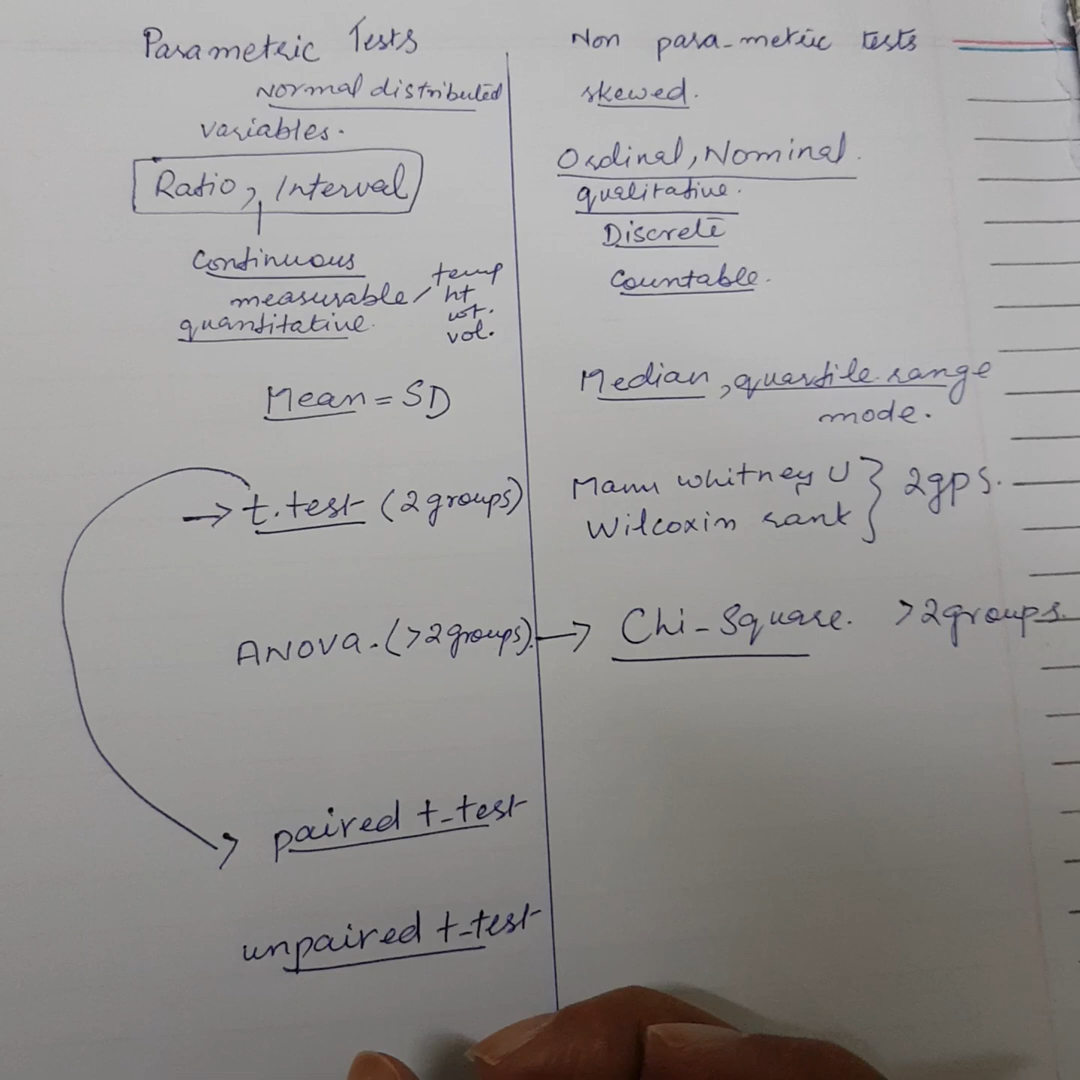 Parametric Tests
Normal distributed
variables.
Ratio, Interval
Continuous
measurable
temp
ht
wt.
vol.
quantitative.
Mean = SD
t.test (2 groups)
ANOVA. (>2groups).
paired t-test
unpaired t-test
Non para-metric tests
skewed.
Ordinal, Nominal.
qualitative.
Discrete
Countable.
Median, quartile range
mode.
Mann whitney U
Wilcoxin rank
2gps.
Chi-Square. >2groups.